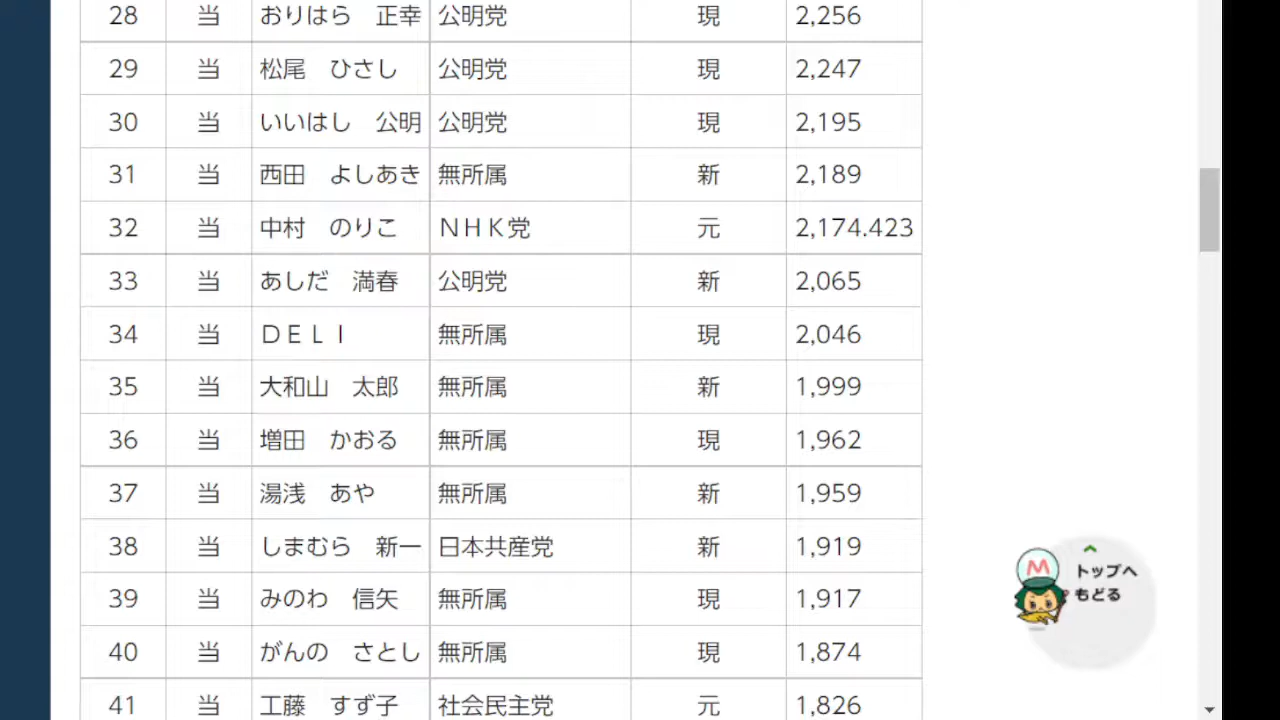 28 当 おりはら　正幸 公明党 現 2,256
29 当 松尾　ひさし 公明党 現 2,247
30 当 いいはし　公明 公明党 現 2,195
31 当 西田　よしあき 無所属 新 2,189
32 当 中村　のりこ ＮＨＫ党 元 2,174.423
33 当 あしだ　満春 公明党 新 2,065
34 当 ＤＥＬＩ 無所属 現 2,046
35 当 大和山　太郎 無所属 新 1,999
36 当 増田　かおる 無所属 現 1,962
37 当 湯浅　あや 無所属 新 1,959
38 当 しまむら　新一 日本共産党 新 1,919
39 当 みのわ　信矢 無所属 現 1,917
40 当 がんの　さとし 無所属 現 1,874
41 当 工藤　すず子 社会民主党 元 1,826
M
トップへ
もどる